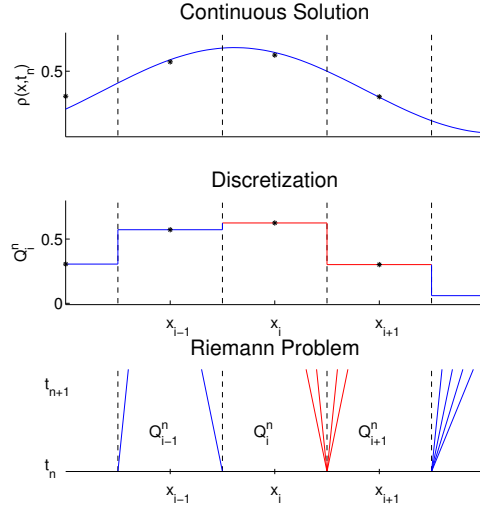 Continuous Solution
ρ(x,t_n)
0.5
Discretization
Q_i^n
0.5
0
x_{i-1} x_i x_{i+1}
Riemann Problem
t_{n+1}
Q_{i-1}^n Q_i^n Q_{i+1}^n
t_n
x_{i-1} x_i x_{i+1}